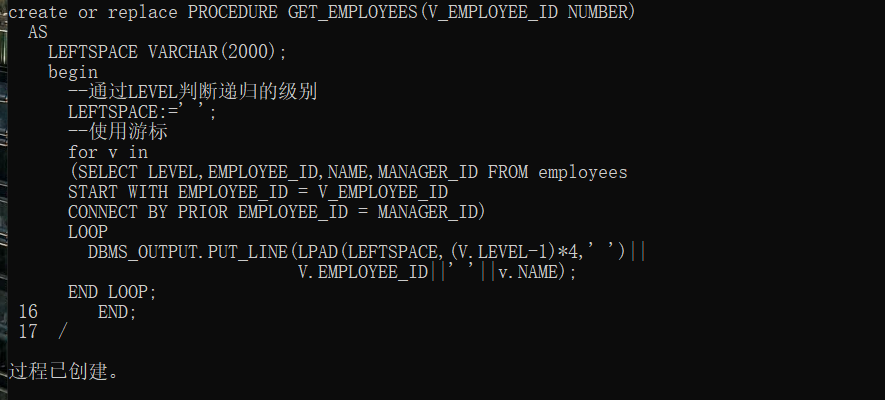 create or replace PROCEDURE GET_EMPLOYEES(V_EMPLOYEE_ID NUMBER)
AS
LEFTSPACE VARCHAR(2000);
begin
--通过LEVEL判断递归的级别
LEFTSPACE:=' ';
--使用游标
for v in
(SELECT LEVEL,EMPLOYEE_ID,NAME,MANAGER_ID FROM employees
START WITH EMPLOYEE_ID = V_EMPLOYEE_ID
CONNECT BY PRIOR EMPLOYEE_ID = MANAGER_ID)
LOOP
DBMS_OUTPUT.PUT_LINE(LPAD(LEFTSPACE,(V.LEVEL-1)*4,' ')||
V.EMPLOYEE_ID||' '||v.NAME);
END LOOP;
16 END;
17 /
过程已创建。